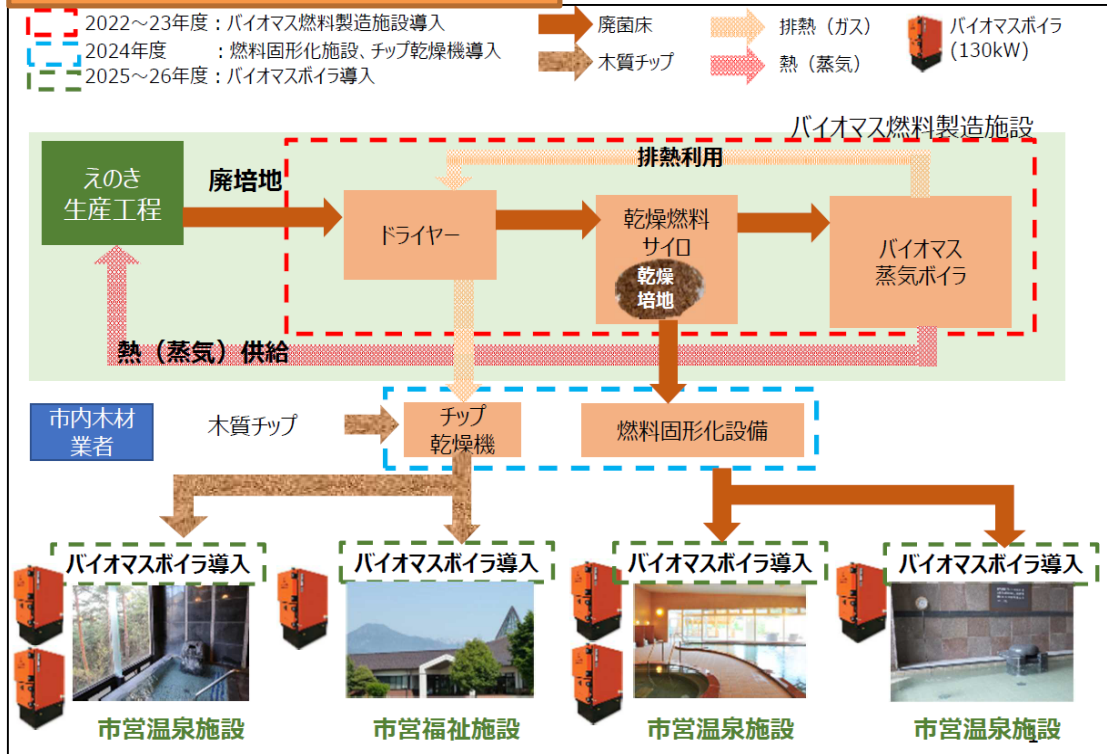 2022～23年度：バイオマス燃料製造施設導入
2024年度　：燃料固形化施設、チップ乾燥機導入
2025～26年度：バイオマスボイラ導入
廃菌床
木質チップ
排熱（ガス）
熱（蒸気）
バイオマスボイラ
(130kW)
バイオマス燃料製造施設
えのき
生産工程
廃培地
排熱利用
ドライヤー
乾燥燃料
サイロ
乾燥
培地
バイオマス
蒸気ボイラ
熱（蒸気）供給
市内木材
業者
木質チップ
チップ
乾燥機
燃料固形化設備
バイオマスボイラ導入
バイオマスボイラ導入
バイオマスボイラ導入
バイオマスボイラ導入
市営温泉施設
市営福祉施設
市営温泉施設
市営温泉施設
1